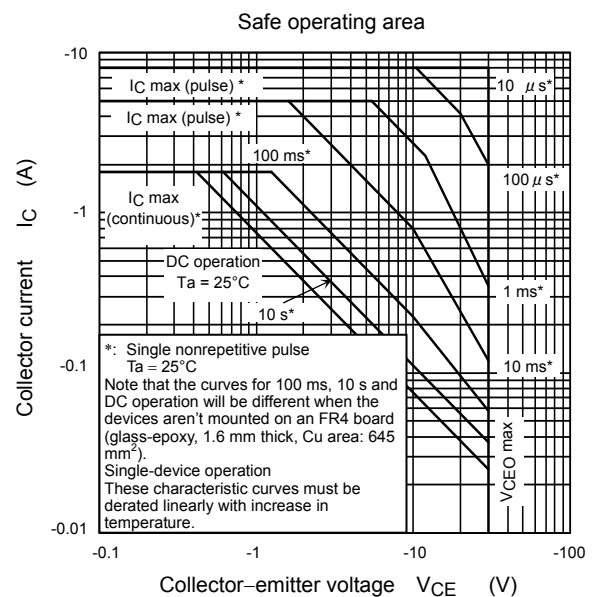 Safe operating area
-10
IC max (pulse) *
10 μs*
IC max (pulse) *
100 ms*
100 μs*
-1
IC max
(continuous)*
DC operation
Ta = 25°C
10 s*
1 ms*
10 ms*
-0.1
*: Single nonrepetitive pulse
Ta = 25°C
Note that the curves for 100 ms, 10 s and
DC operation will be different when the
devices aren't mounted on an FR4 board
(glass-epoxy, 1.6 mm thick, Cu area: 645
mm2).
Single-device operation
These characteristic curves must be
derated linearly with increase in
temperature.
VCEO max
-0.01
-0.1
-1
-10
-100
Collector current IC (A)
Collector−emitter voltage VCE (V)